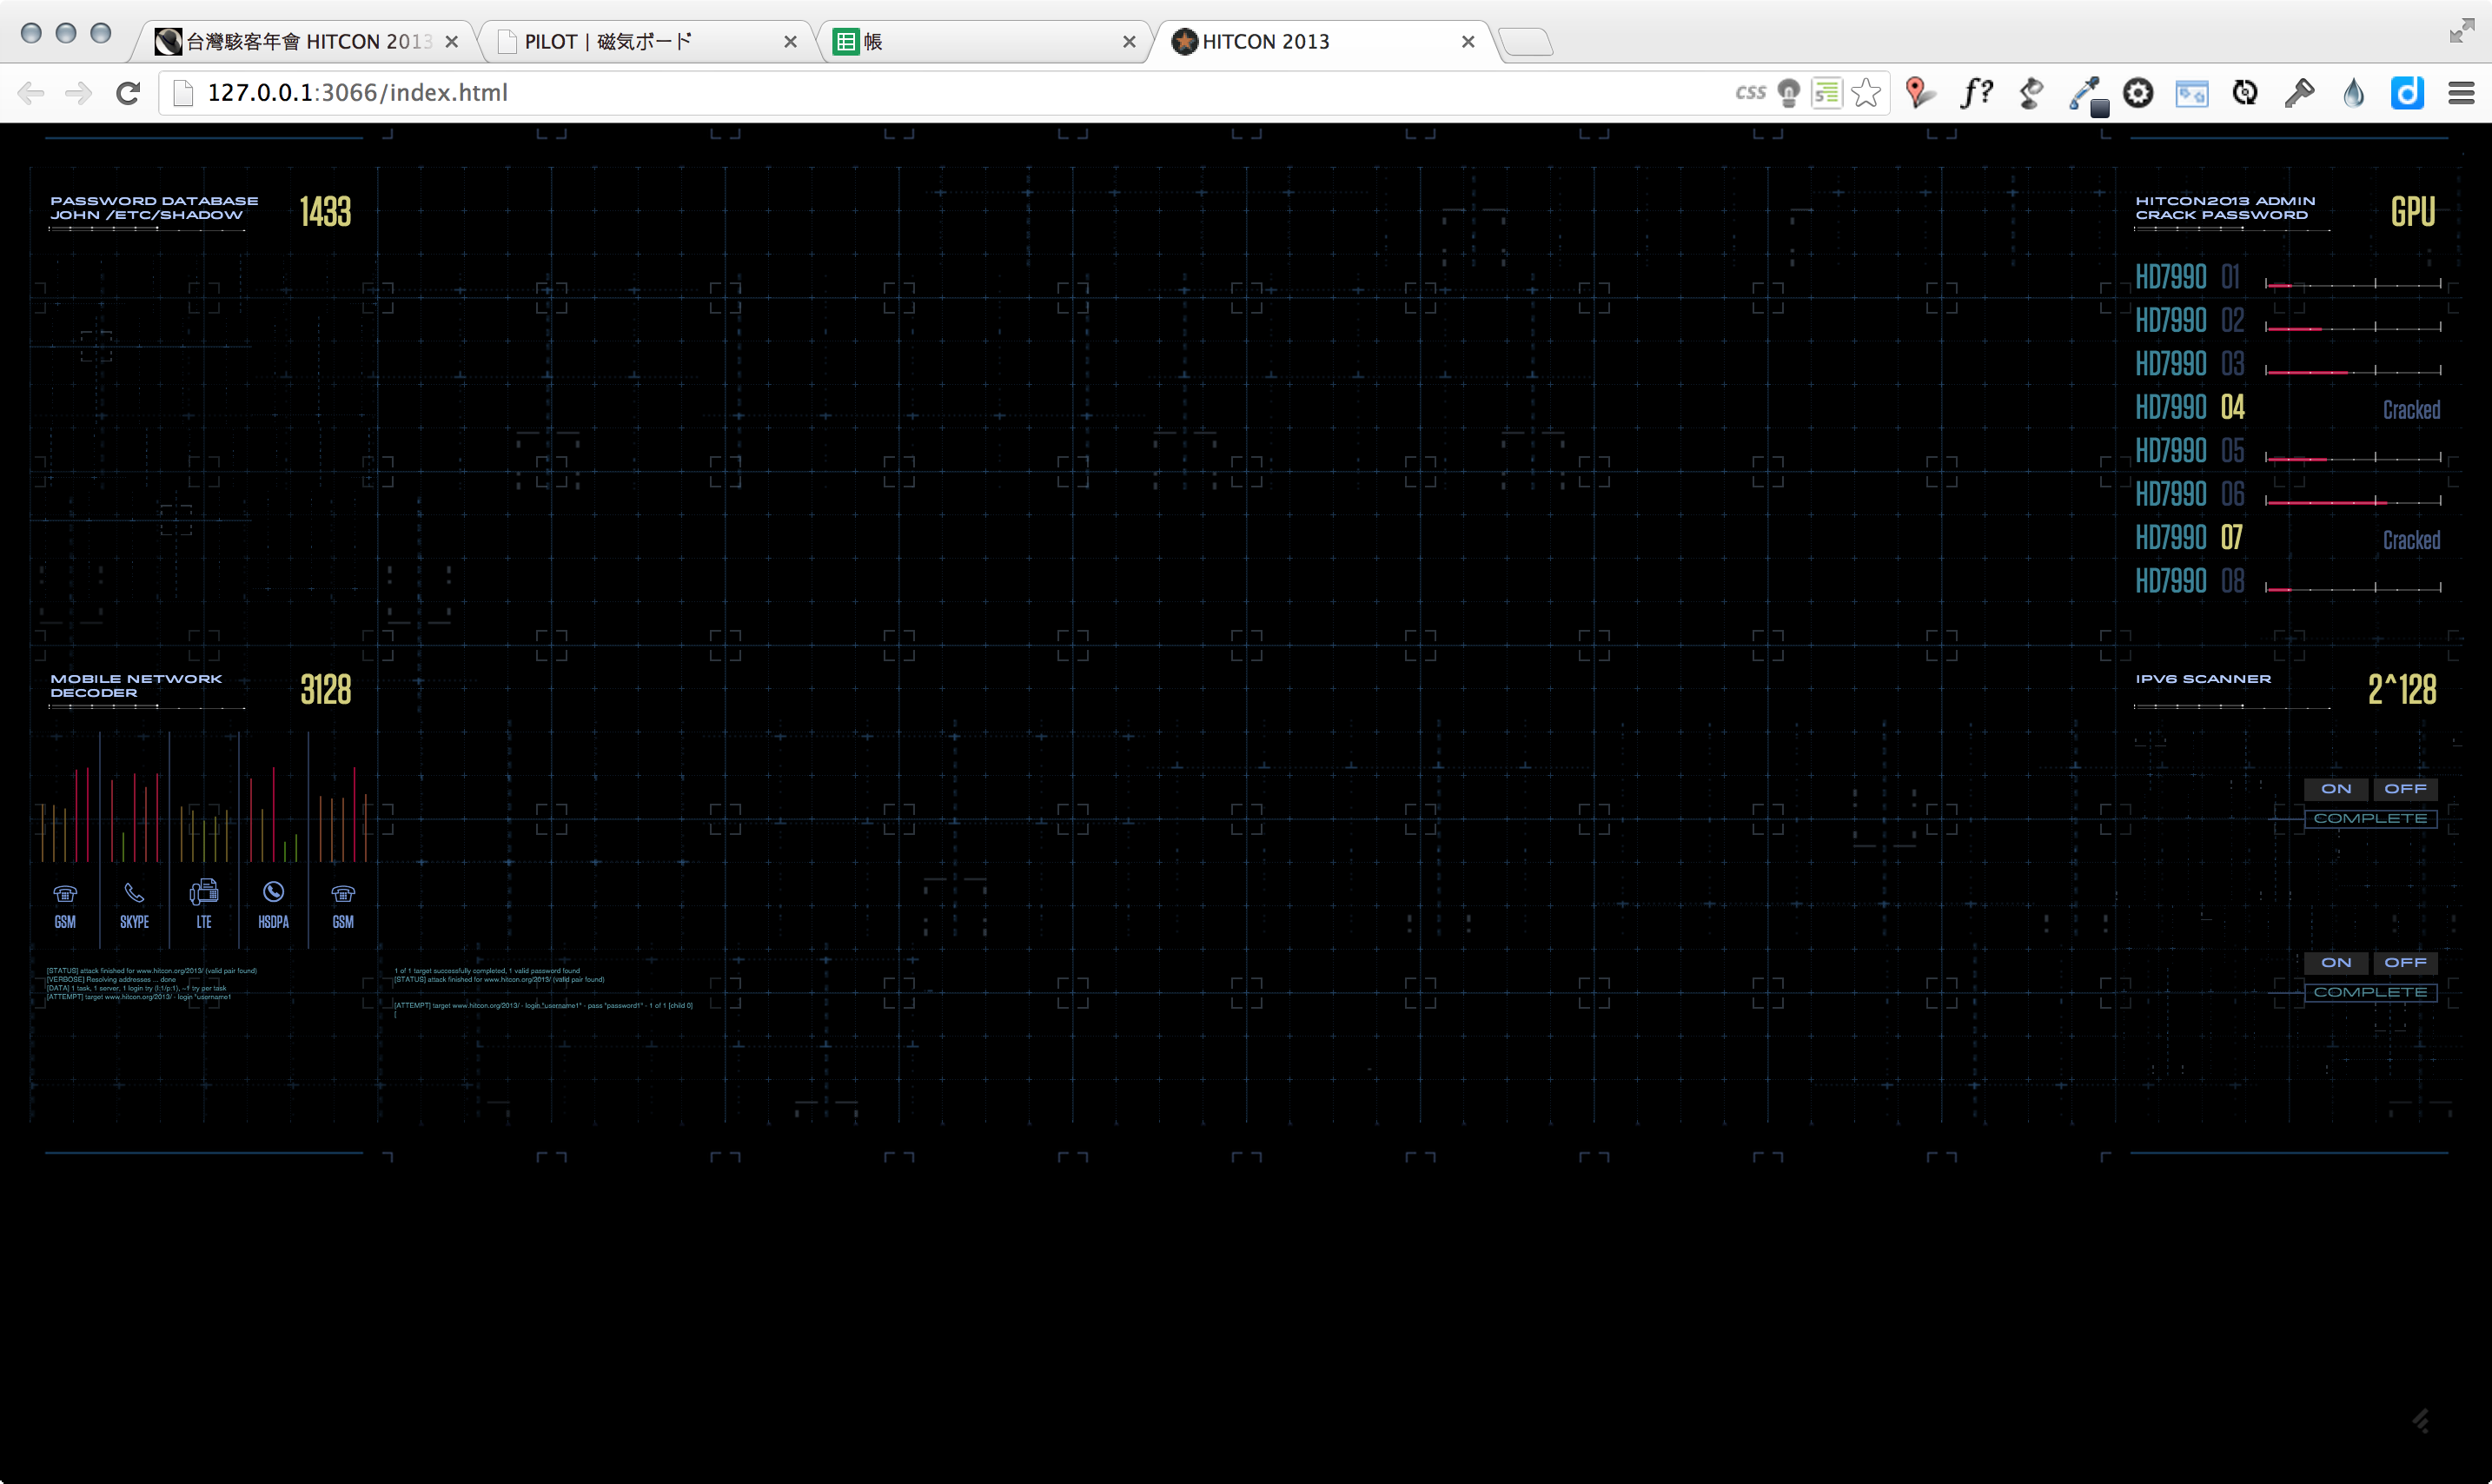 台灣駭客年會 HITCON 2013
PILOT | 磁気ボード
帳
HITCON 2013
127.0.0.1:3066/index.html
CSS
f?
PASSWORD DATABASE
JOHN /ETC/SHADOW
1433
HITCON2013 ADMIN
CRACK PASSWORD
GPU
HD7990 01
HD7990 02
HD7990 03
HD7990 04 Cracked
HD7990 05
HD7990 06
HD7990 07 Cracked
HD7990 08
MOBILE NETWORK
DECODER
3128
IPV6 SCANNER
2^128
ON OFF
COMPLETE
GSM SKYPE LTE HSDPA GSM
ON OFF
COMPLETE
[STATUS] attack finished for www.hitcon.org/2013/ (valid pair found)
[VERBOSE] Resolving addresses ... done
[DATA] 1 task, 1 server, 1 login try (l:1/p:1), ~1 try per task
[ATTEMPT] target www.hitcon.org/2013/ - login "username1
1 of 1 target successfully completed, 1 valid password found
[STATUS] attack finished for www.hitcon.org/2013/ (valid pair found)
[ATTEMPT] target www.hitcon.org/2013/ - login "username1" - pass "password1" - 1 of 1 [child 0]
[